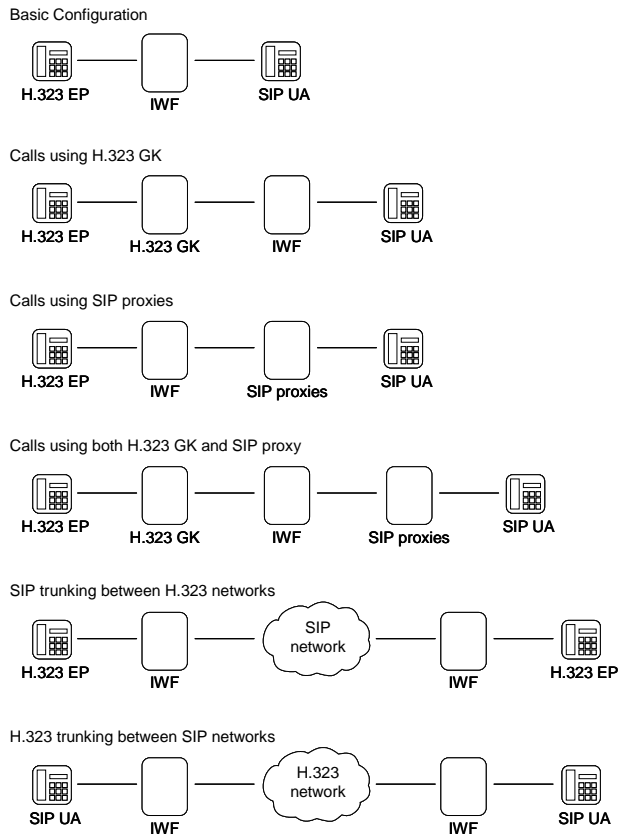 Basic Configuration
H.323 EP
IWF
SIP UA
Calls using H.323 GK
H.323 EP
H.323 GK
IWF
SIP UA
Calls using SIP proxies
H.323 EP
IWF
SIP proxies
SIP UA
Calls using both H.323 GK and SIP proxy
H.323 EP
H.323 GK
IWF
SIP proxies
SIP UA
SIP trunking between H.323 networks
H.323 EP
IWF
SIP
network
IWF
H.323 EP
H.323 trunking between SIP networks
SIP UA
IWF
H.323
network
IWF
SIP UA